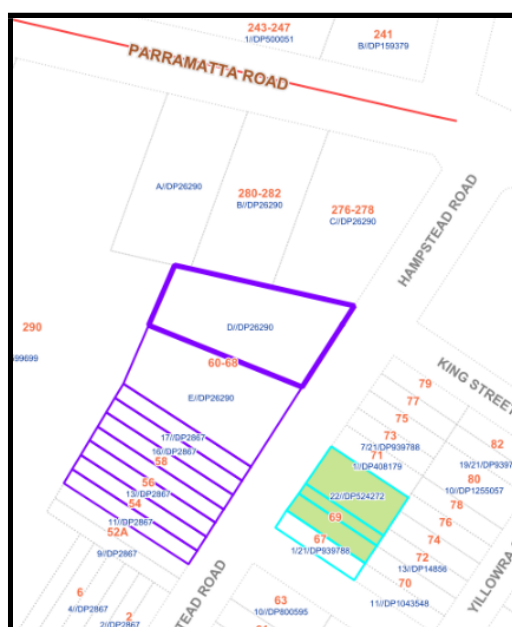 243-247
1//DP500051
241
B//DP159379
PARRAMATTA ROAD
A//DP26290
280-282
B//DP26290
276-278
C//DP26290
HAMPSTEAD ROAD
290
99699
D//DP26290
60-68
E//DP26290
17//DP2867
16//DP2867
58
56
13//DP2867
54
11//DP2867
52A
9//DP2867
6
4//DP2867
2
2//DP2867
STEAD ROAD
KING STREET
79
77
75
73
7/21/DP939788
71
1//DP408179
22//DP524272
69
67
1/21/DP939788
82
19/21/DP9397
80
10//DP1255057
78
76
74
72
13//DP14856
70
11//DP1043548
YILLOWRA S
63
10//DP800595